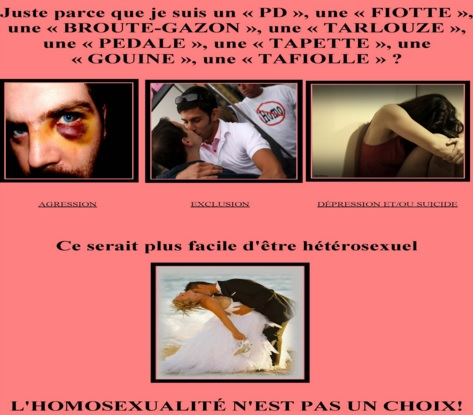 Juste parce que je suis un « PD », une « FIOTTE »,
une « BROUTE-GAZON », une « TARLOUZE »,
une « PEDALE », une « TAPETTE », une
« GOUINE », une « TAFIOLLE » ?
Homo
AGRESSION
EXCLUSION
DÉPRESSION ET/OU SUICIDE
Ce serait plus facile d'être hétérosexuel
L'HOMOSEXUALITÉ N'EST PAS UN CHOIX!